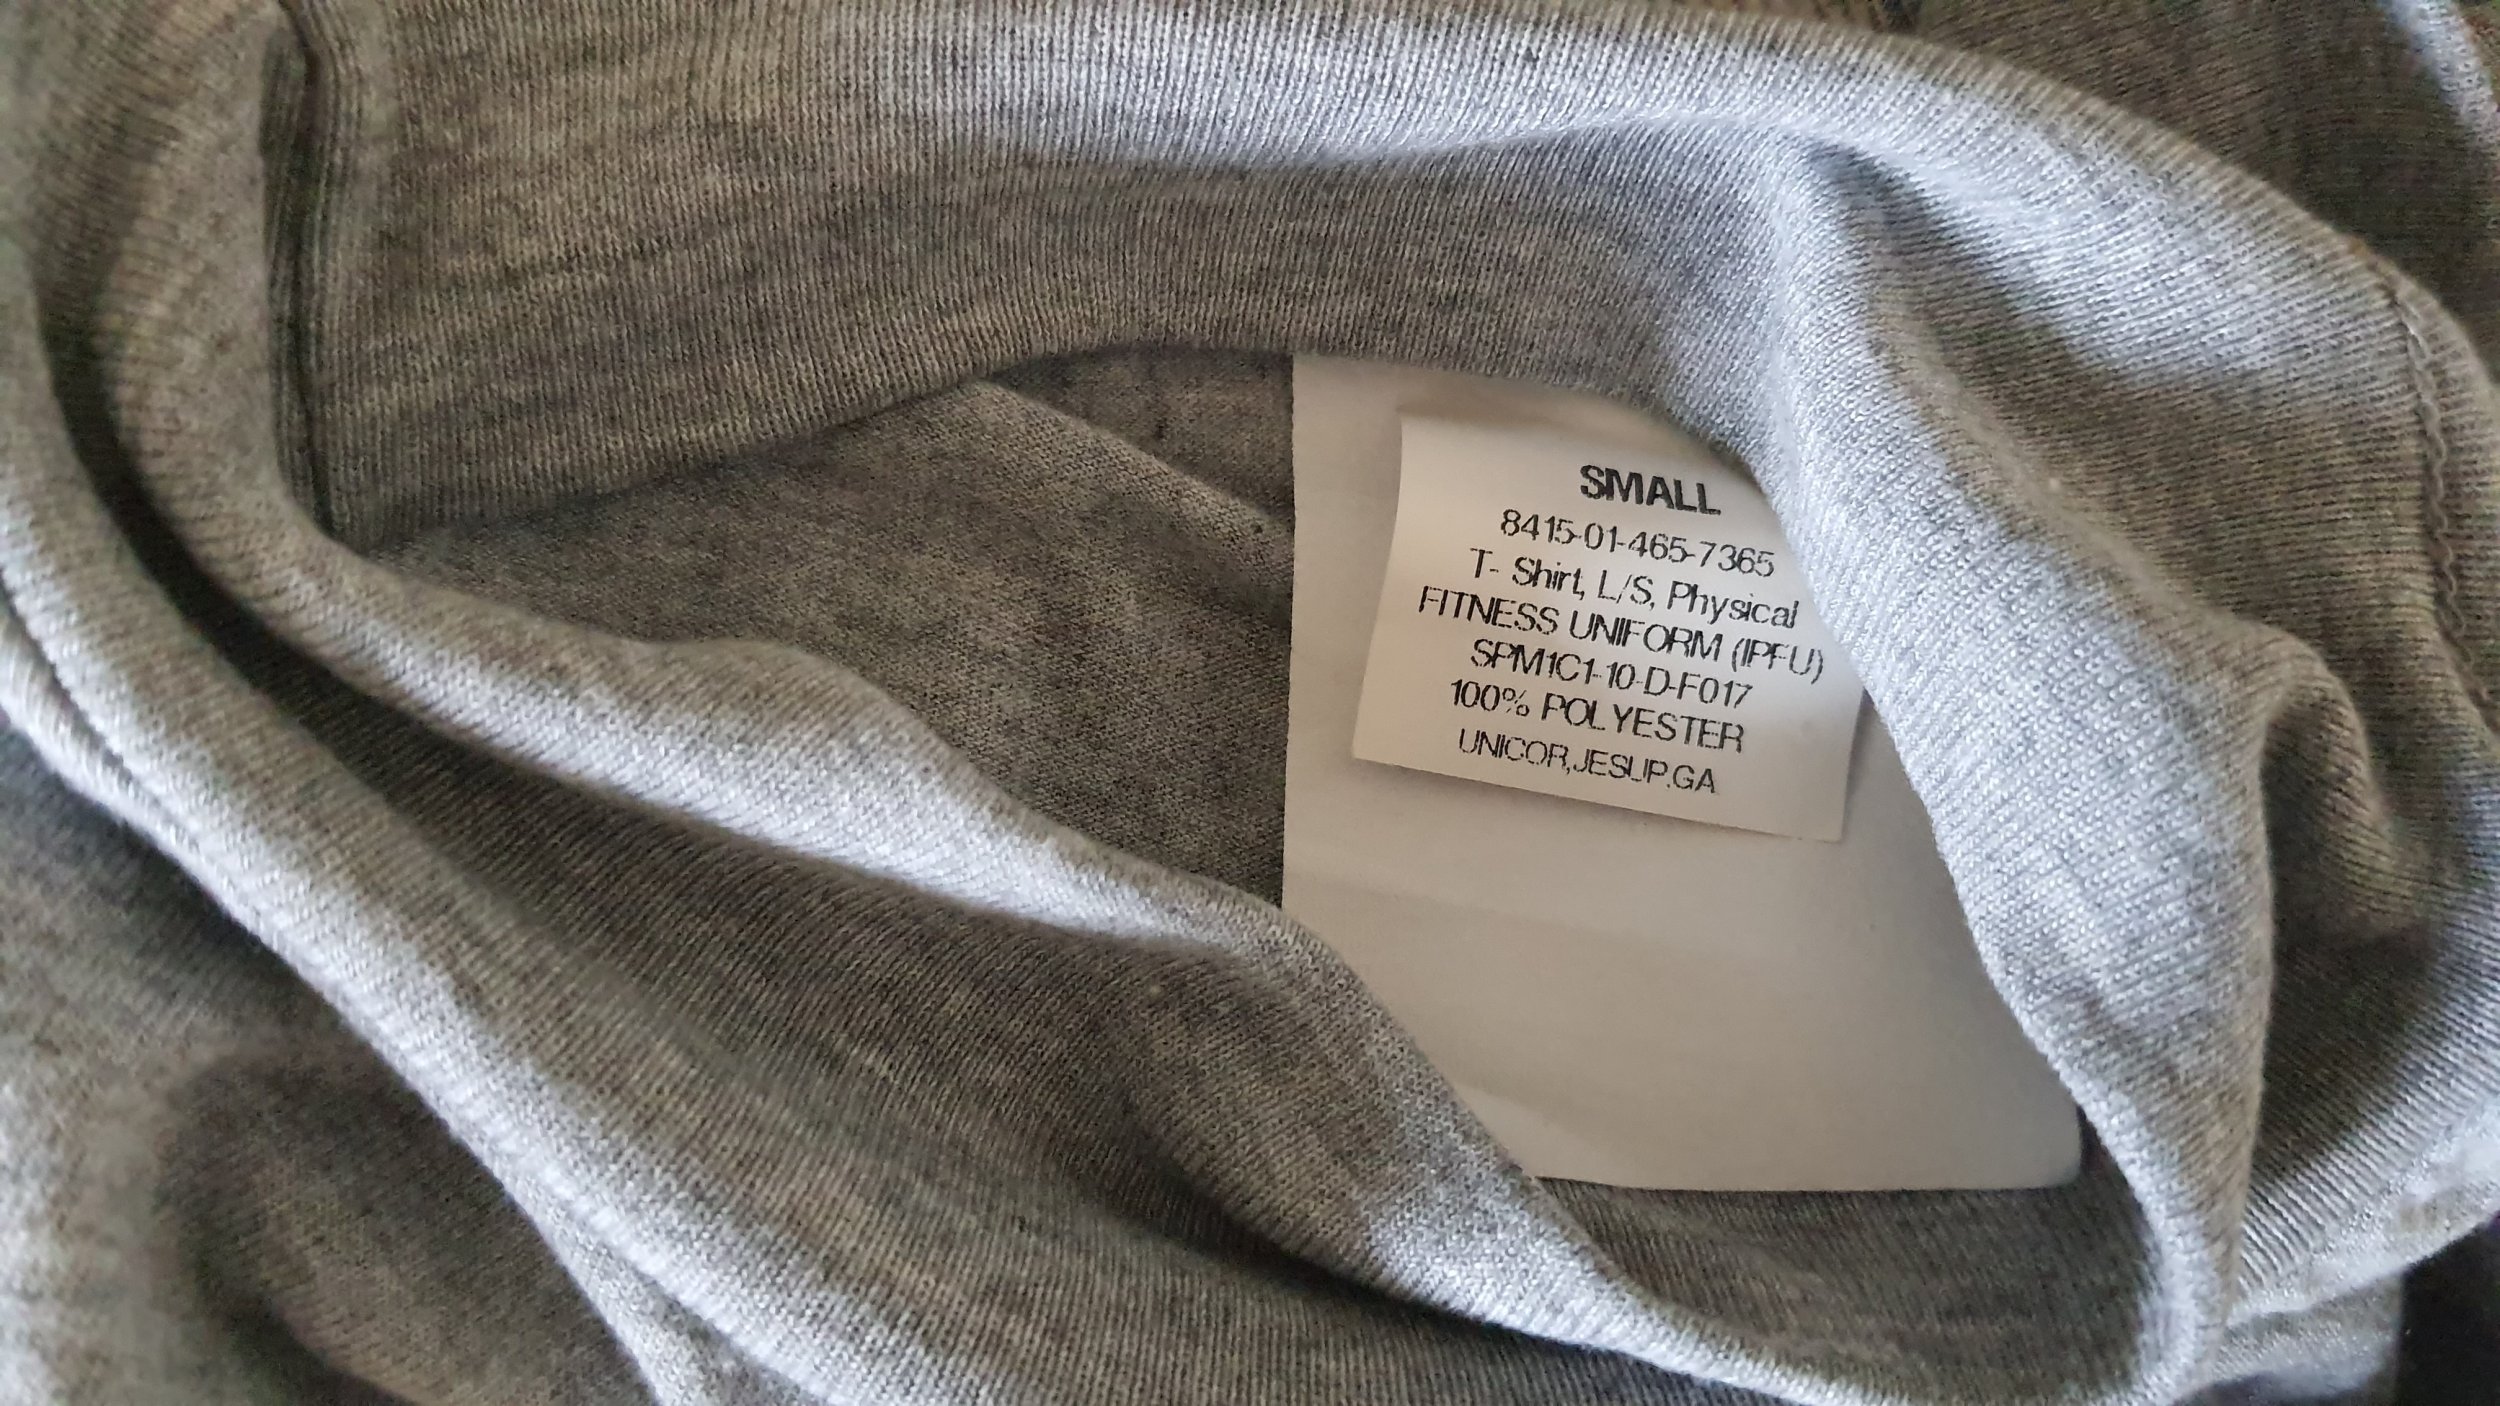 SMALL
8415-01-465-7365
T- Shirt, L/S, Physical
FITNESS UNIFORM (IPFU)
SPM1C1-10-D-F017
100% POLYESTER
UNICOR,JESUP.GA